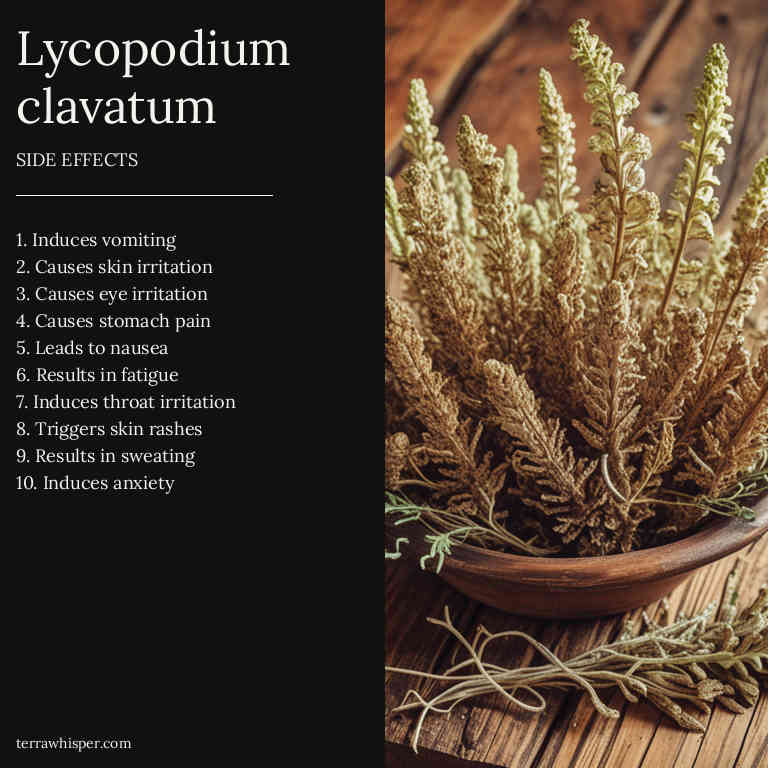 Lycopodium
clavatum
SIDE EFFECTS
1. Induces vomiting
2. Causes skin irritation
3. Causes eye irritation
4. Causes stomach pain
5. Leads to nausea
6. Results in fatigue
7. Induces throat irritation
8. Triggers skin rashes
9. Results in sweating
10. Induces anxiety
terrawhisper.com